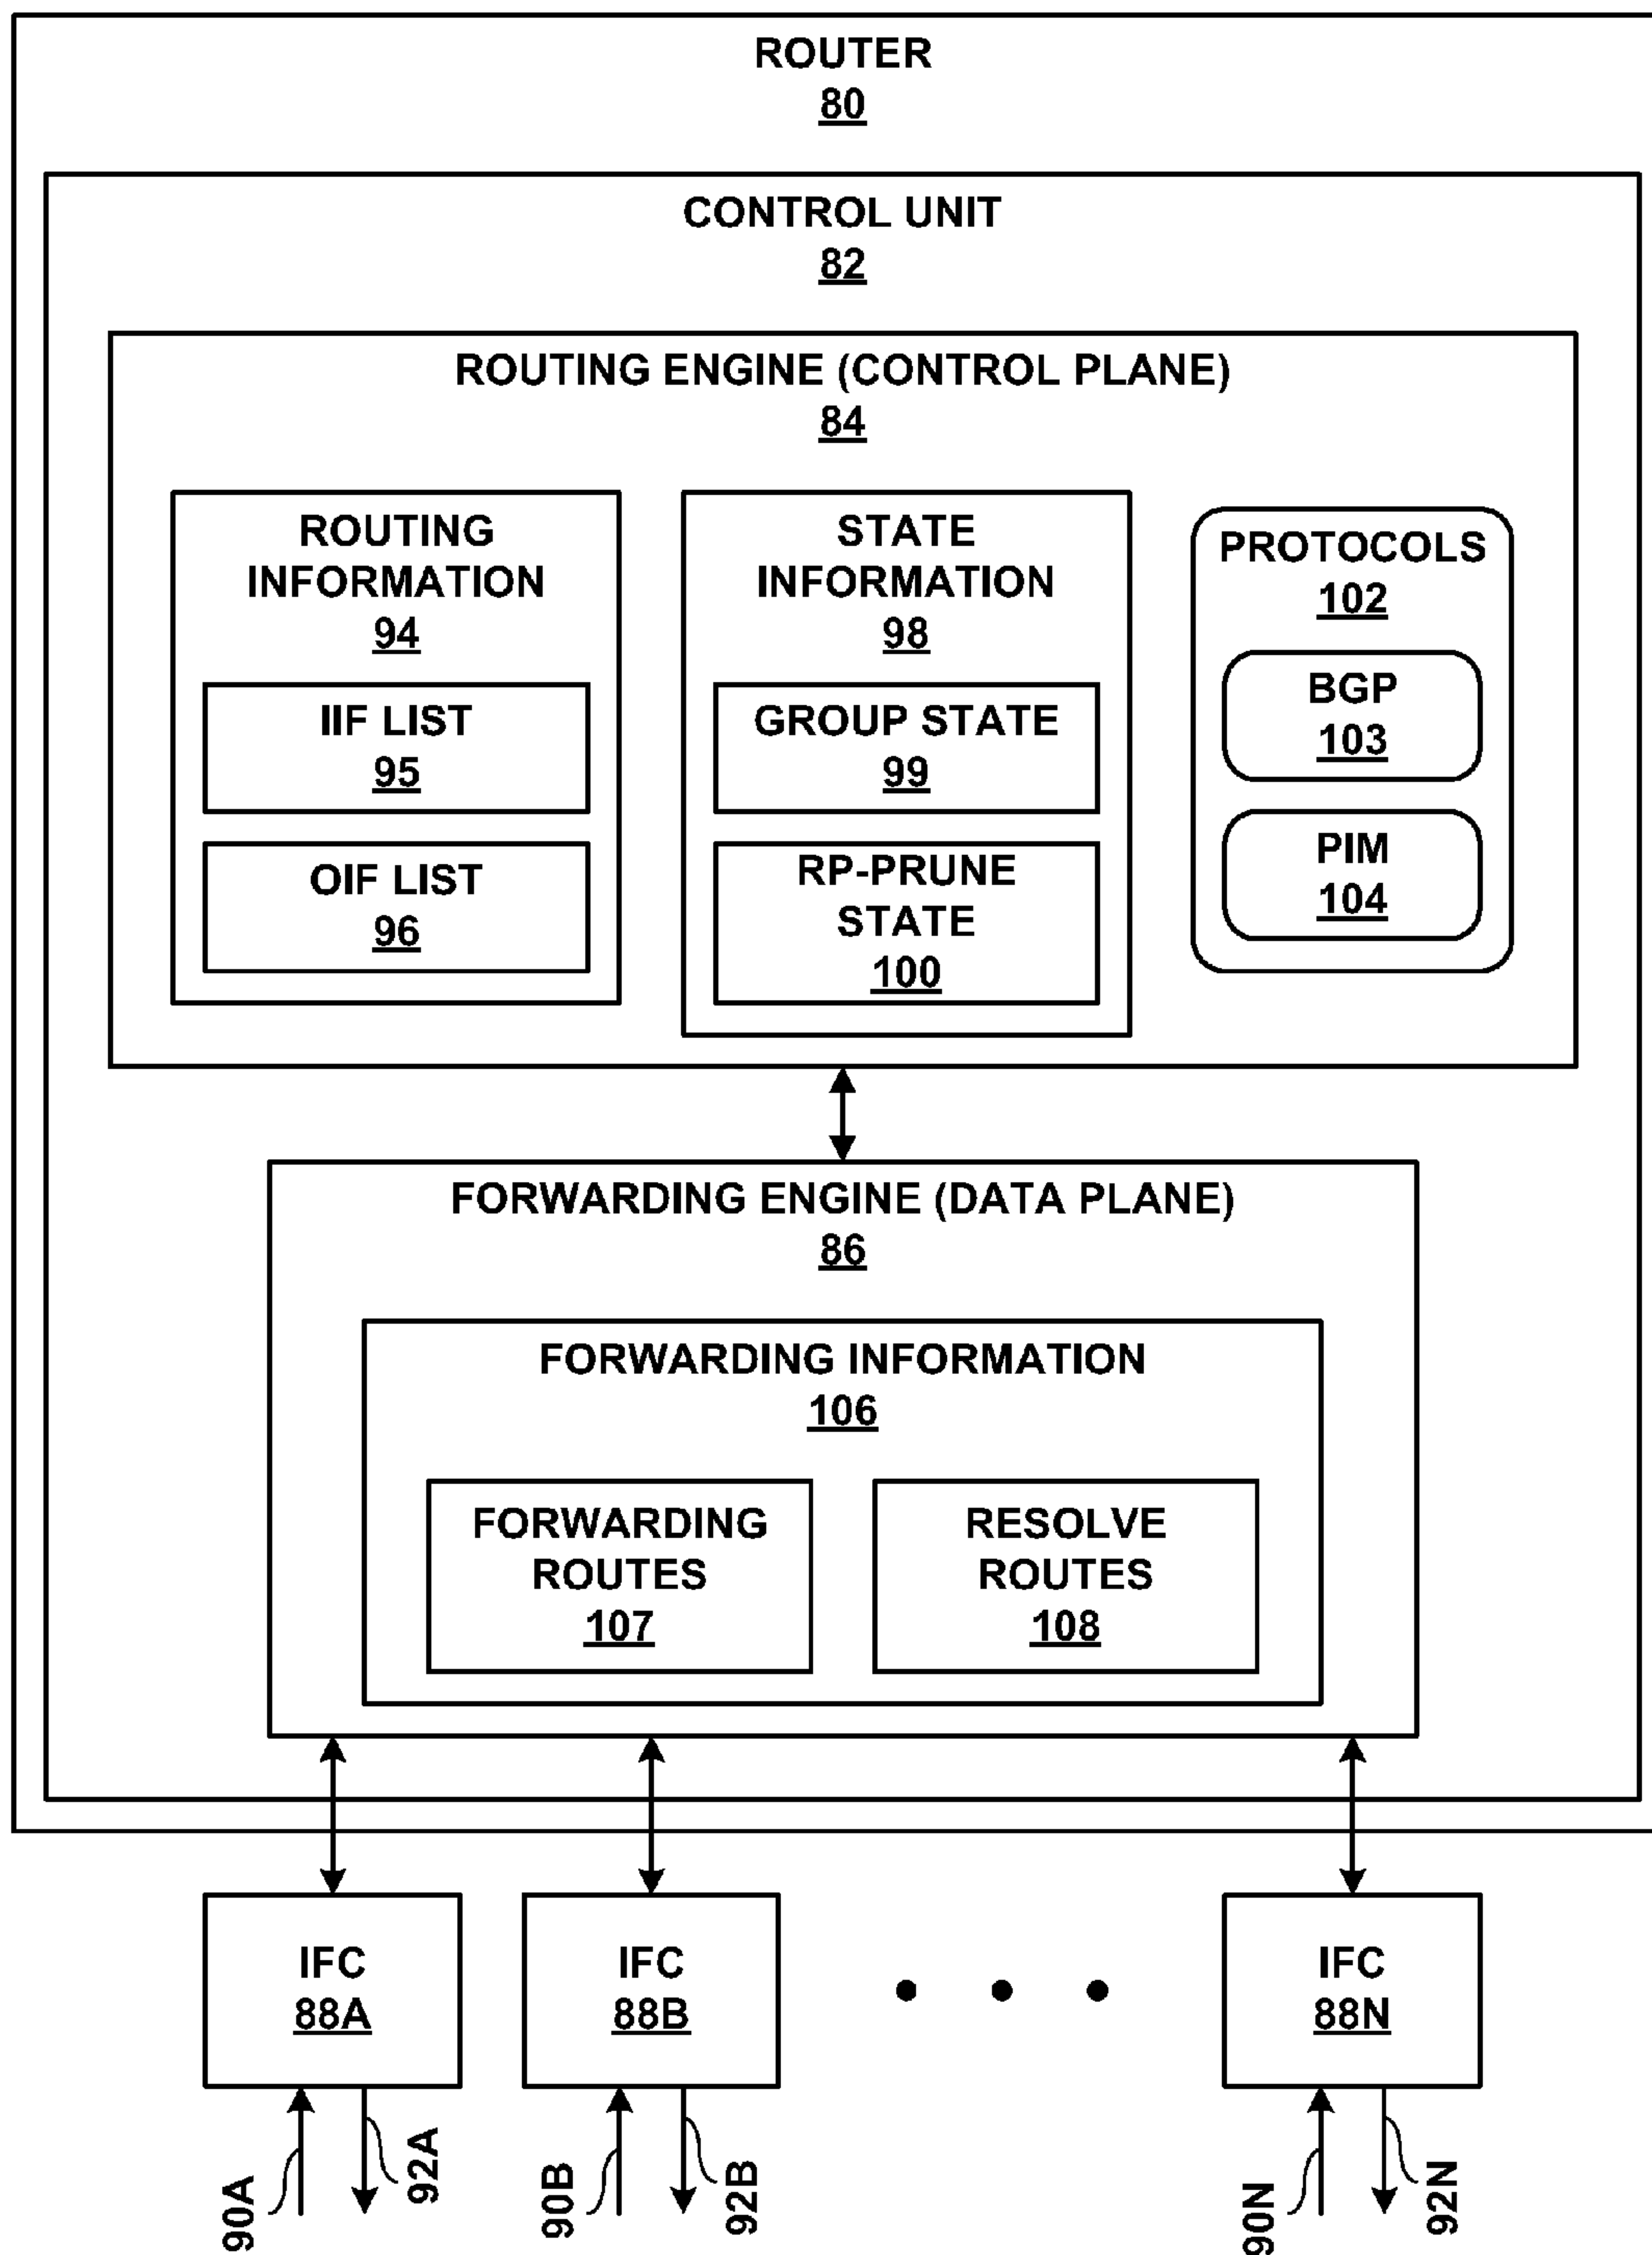 ROUTER
80
CONTROL UNIT
82
ROUTING ENGINE (CONTROL PLANE)
84
ROUTING
INFORMATION
94
IIF LIST
95
OIF LIST
96
STATE
INFORMATION
98
GROUP STATE
99
RP-PRUNE
STATE
100
PROTOCOLS
102
BGP
103
PIM
104
FORWARDING ENGINE (DATA PLANE)
86
FORWARDING INFORMATION
106
FORWARDING
ROUTES
107
RESOLVE
ROUTES
108
IFC
88A
IFC
88B
IFC
88N
90A
92A
90B
92B
90N
92N